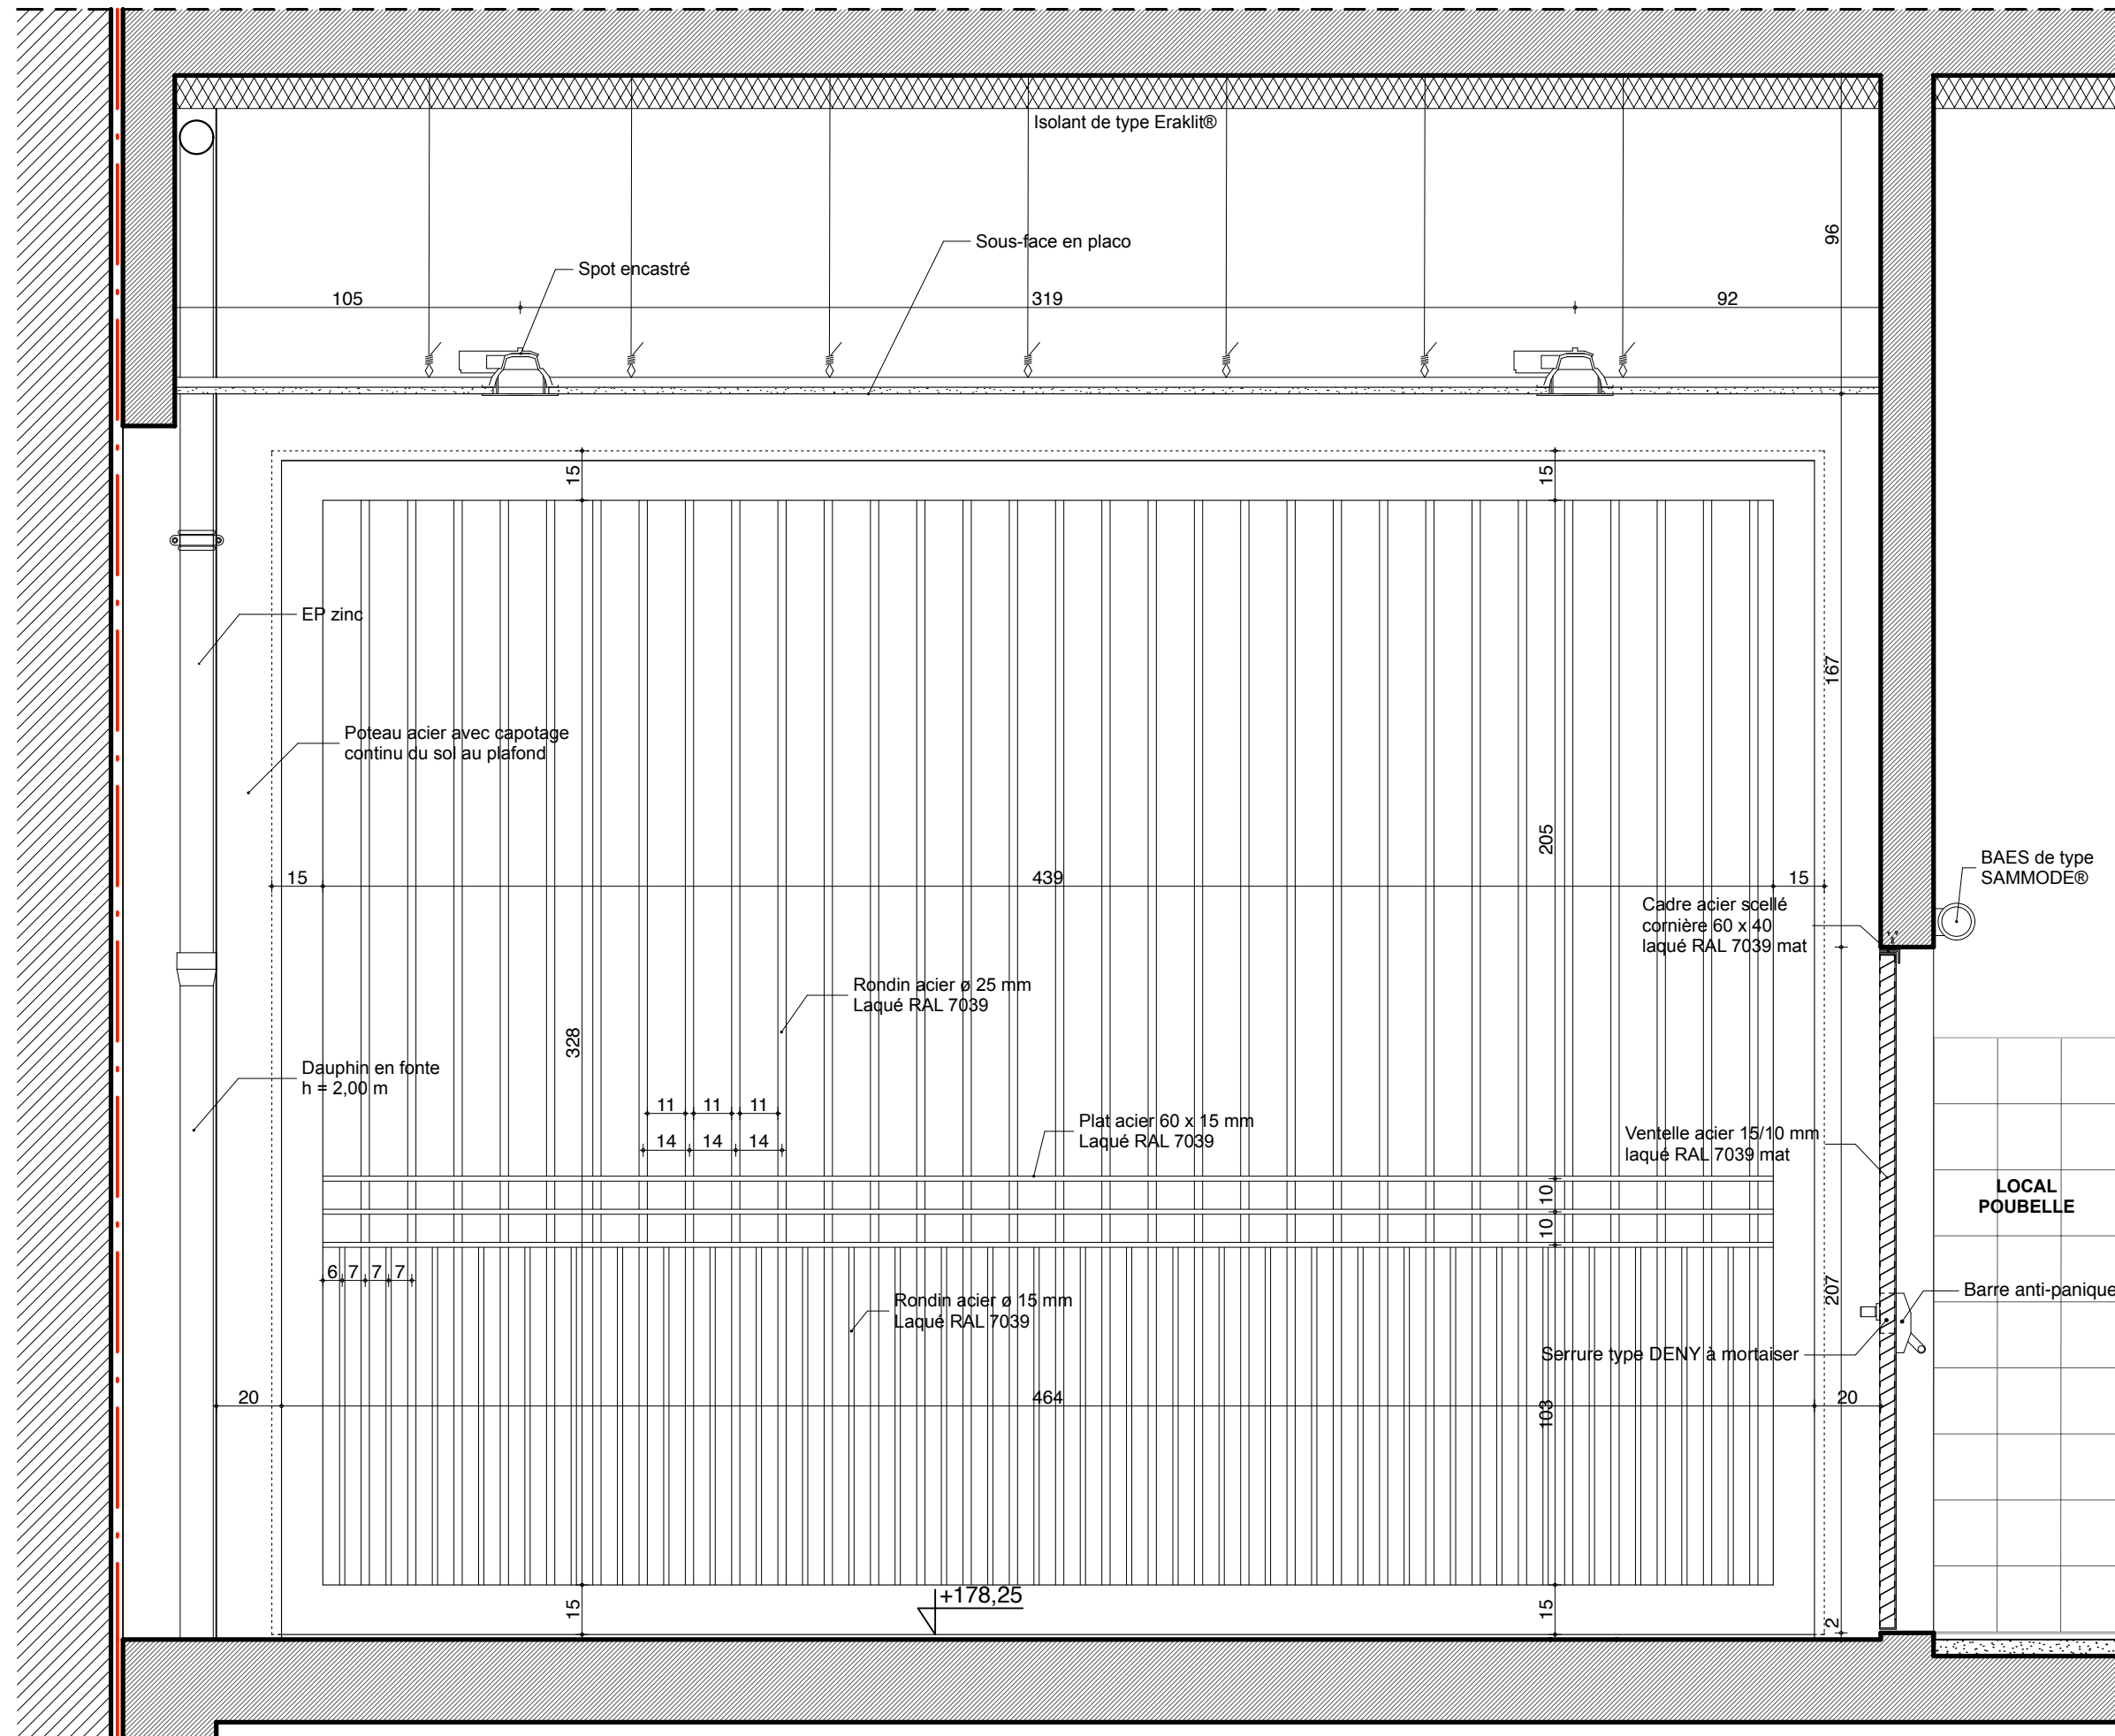 Isolant de type Eraklit®
96
Sous-face en placo
Spot encastré
105
319
92
15
15
EP zinc
167
Poteau acier avec capotage
continu du sol au plafond
205
BAES de type
SAMMODE®
15
439
15
Cadre acier scellé
cornière 60 x 40
laqué RAL 7039 mat
Rondin acier ø 25 mm
Laqué RAL 7039
328
Dauphin en fonte
h = 2,00 m
11
11
11
14
14
14
Plat acier 60 x 15 mm
Laqué RAL 7039
Ventelle acier 15/10 mm
laqué RAL 7039 mat
10
10
LOCAL
POUBELLE
6
7
7
7
207
Barre anti-panique
Rondin acier ø 15 mm
Laqué RAL 7039
Serrure type DENY à mortaiser
20
464
103
20
+178,25
15
15
2